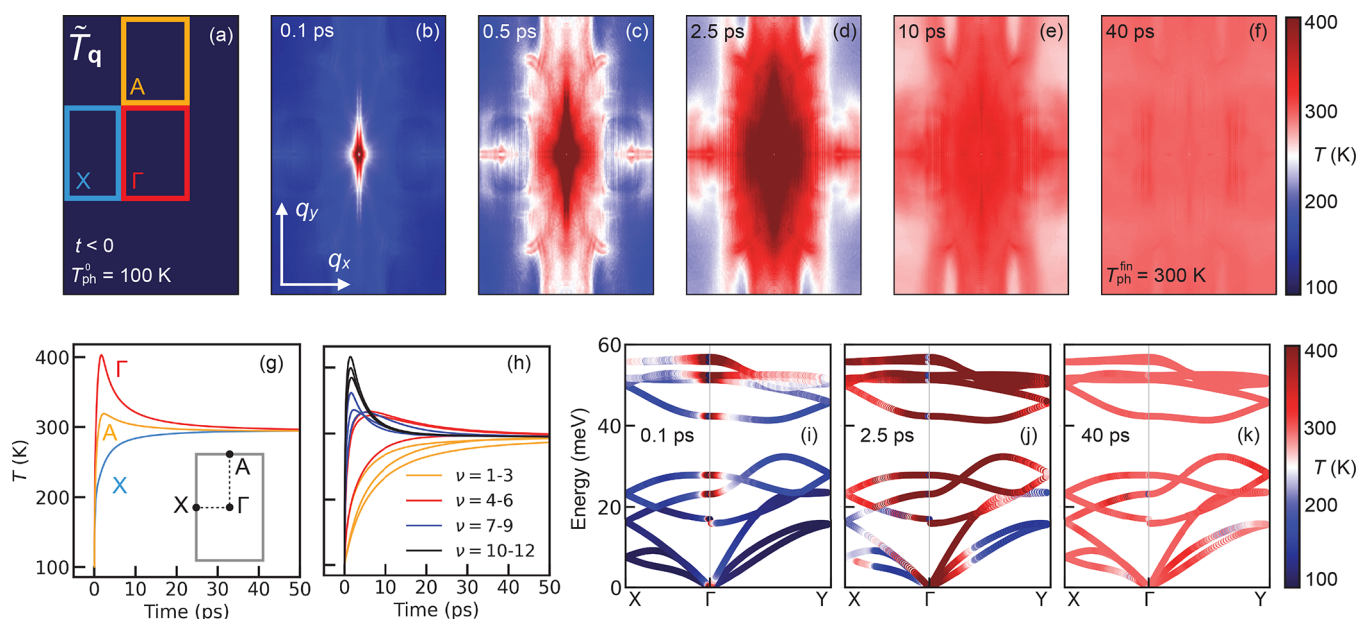 T̃q (a)
A
X Γ
t < 0
T⁰ph = 100 K
0.1 ps (b)
qy
qx
0.5 ps (c)
2.5 ps (d)
10 ps (e)
40 ps (f)
Tfin ph = 300 K
400
300
T (K)
200
100
(g)
400
300
200
100
T (K)
Γ
A
X
A
X Γ
0 10 20 30 40 50
Time (ps)
(h)
ν = 1-3
ν = 4-6
ν = 7-9
ν = 10-12
0 10 20 30 40 50
Time (ps)
60
40
20
0
Energy (meV)
0.1 ps (i)
X Γ Y
2.5 ps (j)
X Γ Y
40 ps (k)
X Γ Y
400
300
T (K)
200
100